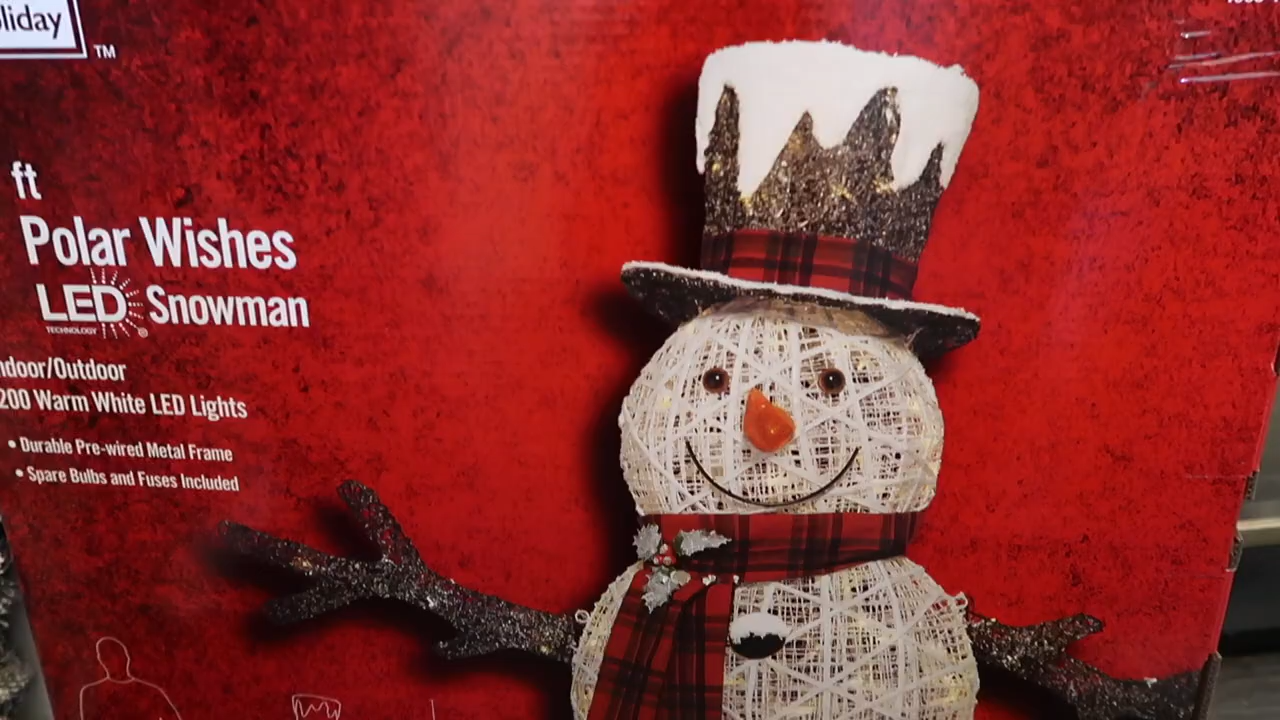 liday
TM
ft
Polar Wishes
LED Snowman
TECHNOLOGY ®
ndoor/Outdoor
200 Warm White LED Lights
• Durable Pre-wired Metal Frame
• Spare Bulbs and Fuses Included